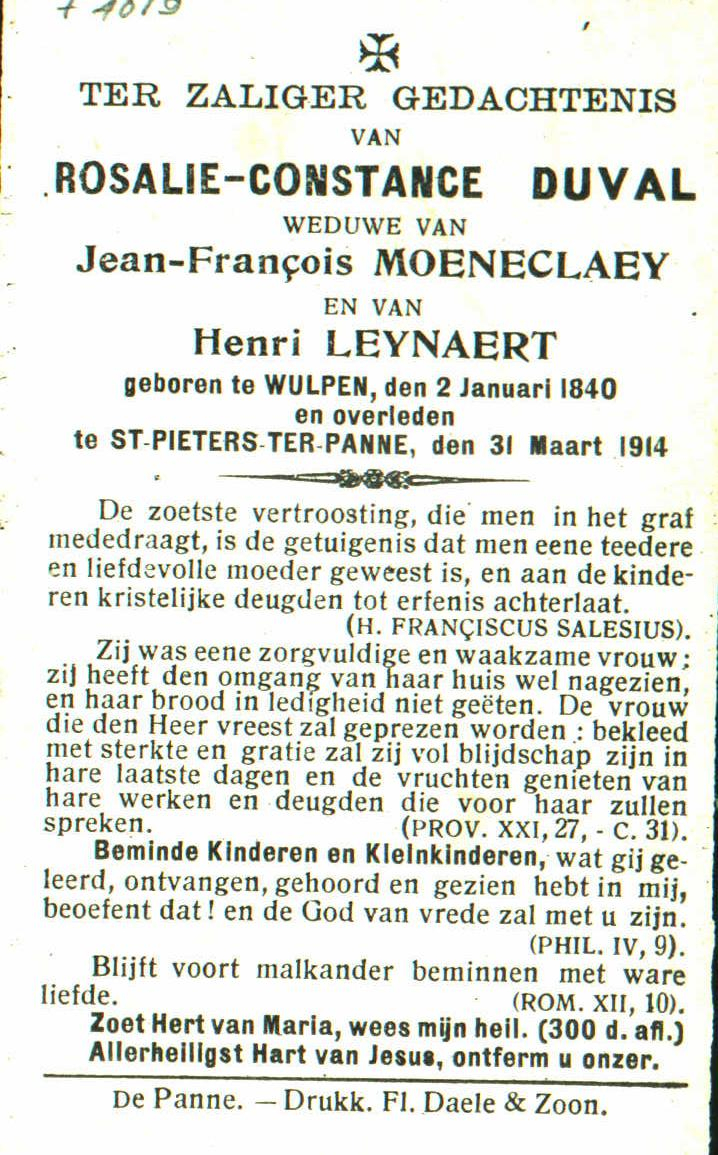 TER ZALIGER GEDACHTENIS
VAN
ROSALIE-CONSTANCE DUVAL
WEDUWE VAN
Jean-François MOENECLAEY
EN VAN
Henri LEYNAERT
geboren te WULPEN, den 2 Januari 1840
en overleden
te ST-PIETERS-TER-PANNE, den 31 Maart 1914
De zoetste vertroosting, die men in het graf
mededraagt, is de getuigenis dat men eene teedere
en liefdevolle moeder geweest is, en aan de kinde-
ren kristelijke deugden tot erfenis achterlaat.
(H. FRANÇISCUS SALESIUS).
Zij was eene zorgvuldige en waakzame vrouw;
zij heeft den omgang van haar huis wel nagezien,
en haar brood in ledigheid niet geëten. De vrouw
die den Heer vreest zal geprezen worden : bekleed
met sterkte en gratie zal zij vol blijdschap zijn in
hare laatste dagen en de vruchten genieten van
hare werken en deugden die voor haar zullen
spreken. (PROV. XXI, 27, - C. 31).
Beminde Kinderen en Kleinkinderen, wat gij ge-
leerd, ontvangen, gehoord en gezien hebt in mij,
beoefent dat! en de God van vrede zal met u zijn.
(PHIL. IV, 9).
Blijft voort malkander beminnen met ware
liefde. (ROM. XII, 10).
Zoet Hert van Maria, wees mijn heil. (300 d. afl.)
Allerheiligst Hart van Jesus, ontferm u onzer.
De Panne. — Drukk. Fl. Daele & Zoon.